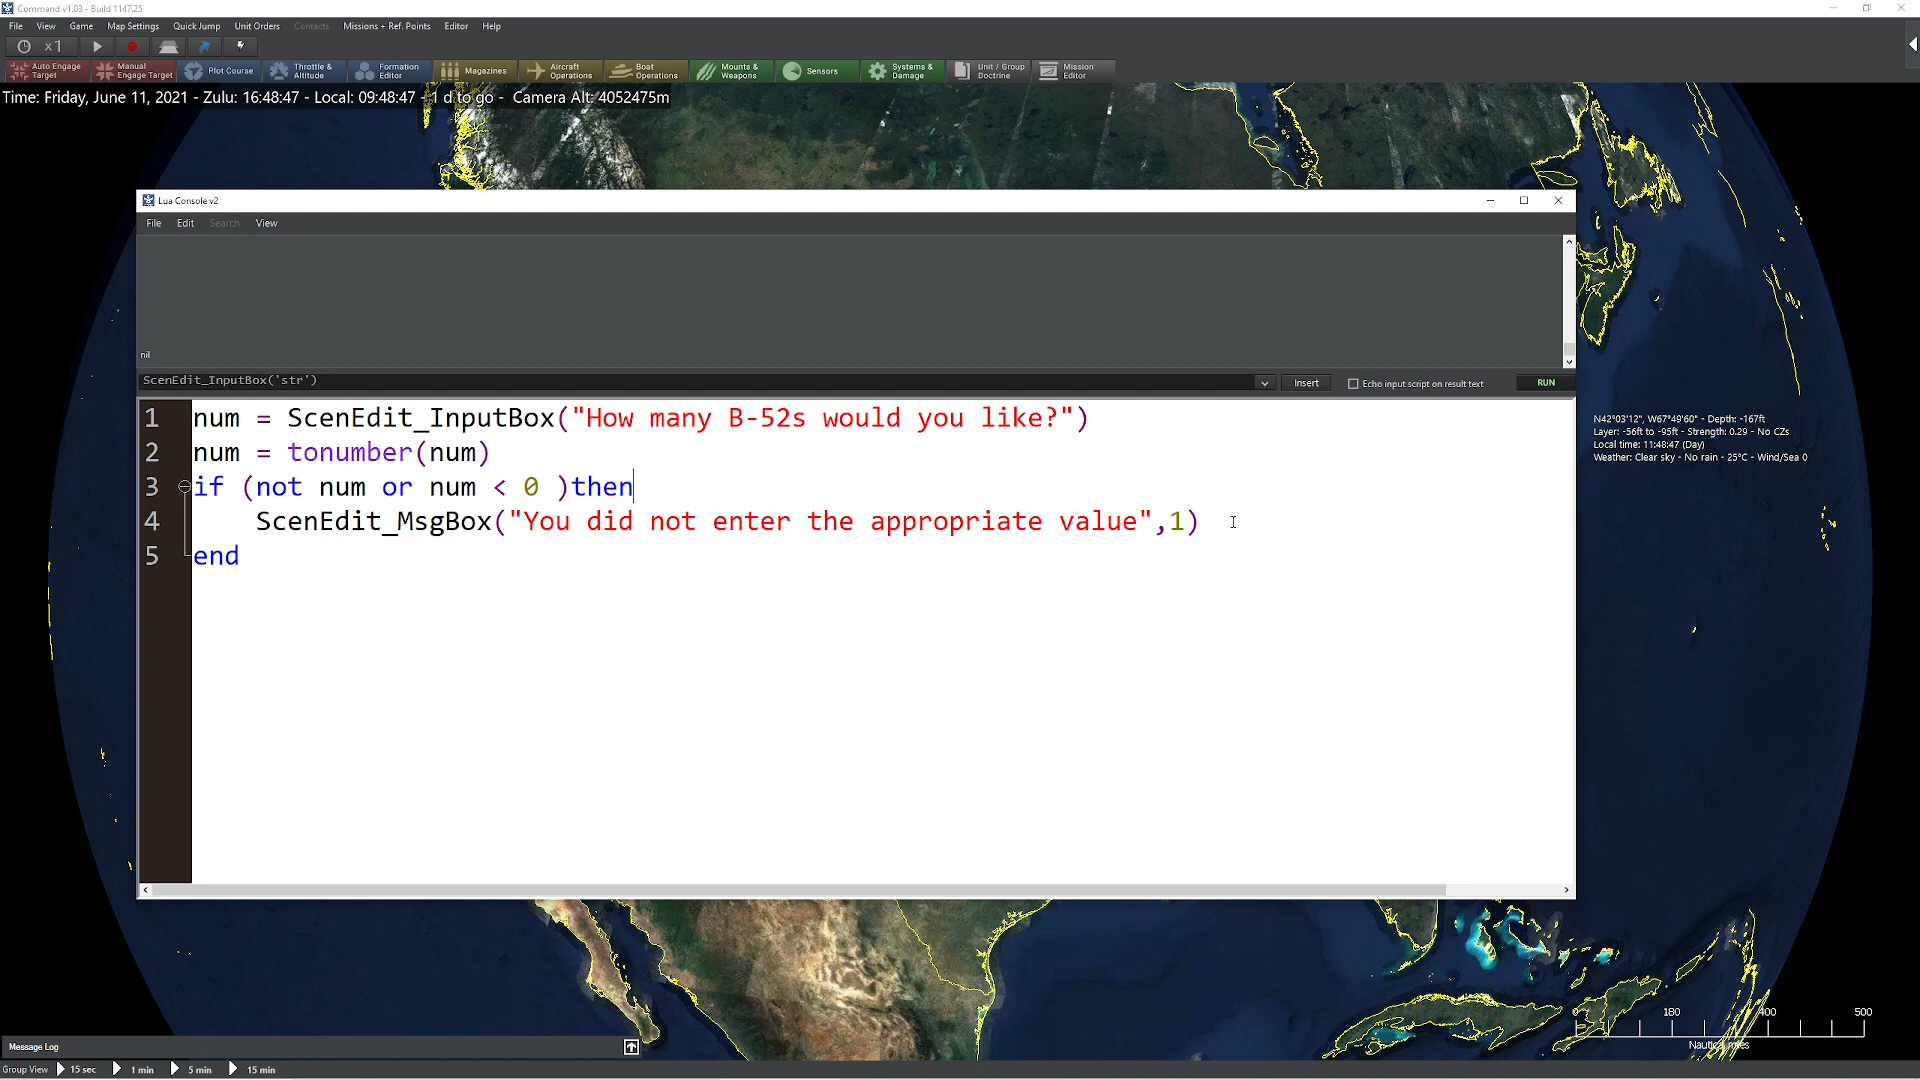 Command v1.03 - Build 1147.25
File View Game Map Settings Quick Jump Unit Orders Contacts Missions + Ref. Points Editor Help
x1
Auto Engage Target
Manual Engage Target
Plot Course
Throttle & Altitude
Formation Editor
Magazines
Aircraft Operations
Boat Operations
Mounts & Weapons
Sensors
Systems & Damage
Unit / Group Doctrine
Mission Editor
Time: Friday, June 11, 2021 - Zulu: 16:48:47 - Local: 09:48:47 - 1 d to go - Camera Alt: 4052475m
Lua Console v2
File Edit Search View
nil
ScenEdit_InputBox('str')
Insert
Echo input script on result text
RUN
1 num = ScenEdit_InputBox("How many B-52s would you like?")
2 num = tonumber(num)
3 if (not num or num < 0 )then
4 ScenEdit_MsgBox("You did not enter the appropriate value",1)
5 end
N42°03'12", W67°49'60" - Depth: -167ft
Layer: -56ft to -95ft - Strength: 0.29 - No CZs
Local time: 11:48:47 (Day)
Weather: Clear sky - No rain - 25°C - Wind/Sea 0
0 180 400 500
Nautical miles
Message Log
Group View 15 sec 1 min 5 min 15 min